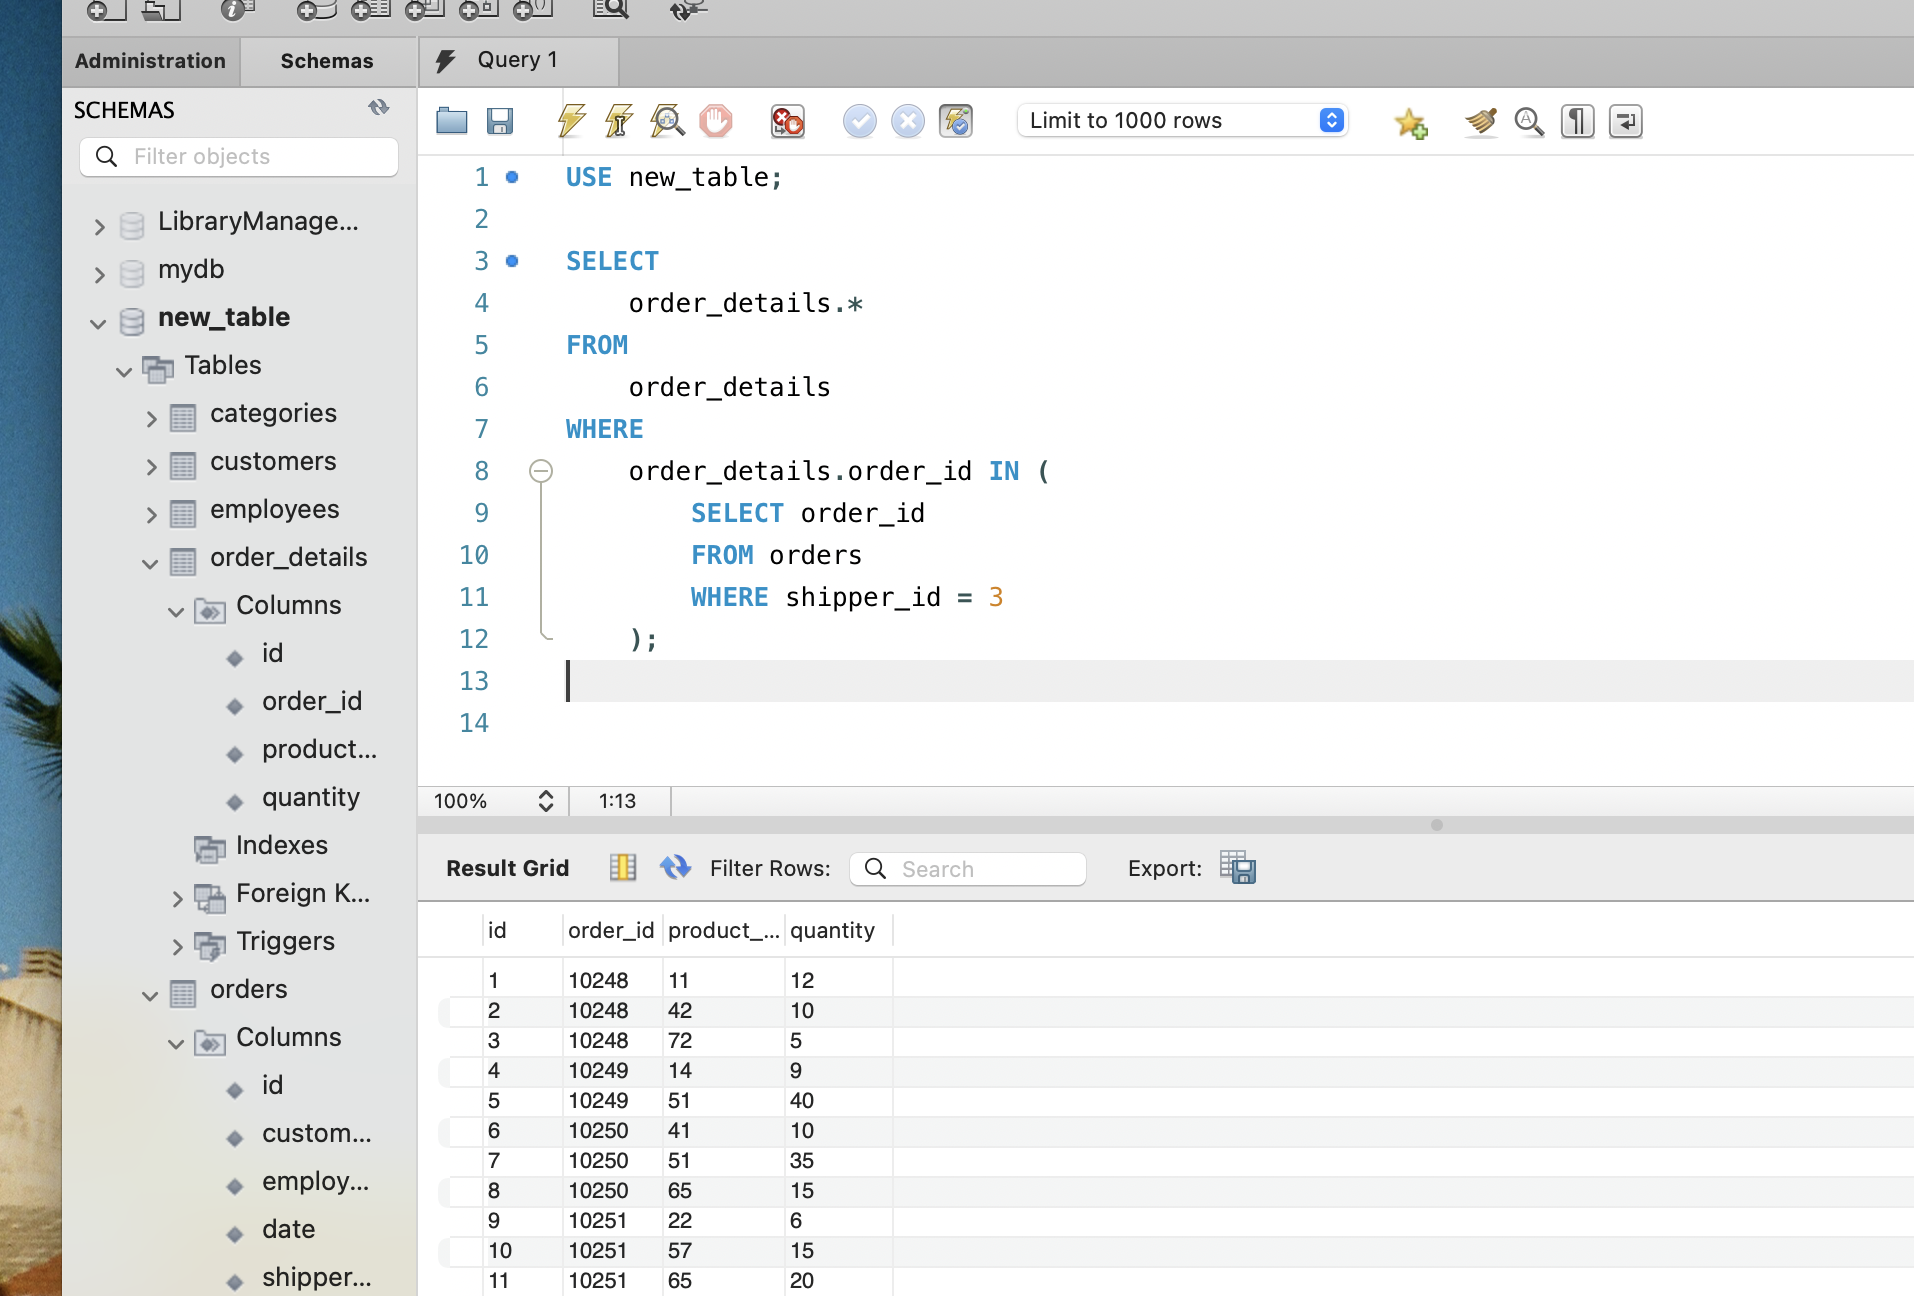 Administration
Schemas
Query 1
SCHEMAS
Filter objects
Limit to 1000 rows
LibraryManage...
mydb
new_table
Tables
categories
customers
employees
order_details
Columns
id
order_id
product...
quantity
Indexes
Foreign K...
Triggers
orders
Columns
id
custom...
employ...
date
shipper...
1 USE new_table;
2
3 SELECT
4 order_details.*
5 FROM
6 order_details
7 WHERE
8 order_details.order_id IN (
9 SELECT order_id
10 FROM orders
11 WHERE shipper_id = 3
12 );
13
14
100% 1:13
Result Grid Filter Rows: Search Export:
id order_id product_... quantity
1 10248 11 12
2 10248 42 10
3 10248 72 5
4 10249 14 9
5 10249 51 40
6 10250 41 10
7 10250 51 35
8 10250 65 15
9 10251 22 6
10 10251 57 15
11 10251 65 20